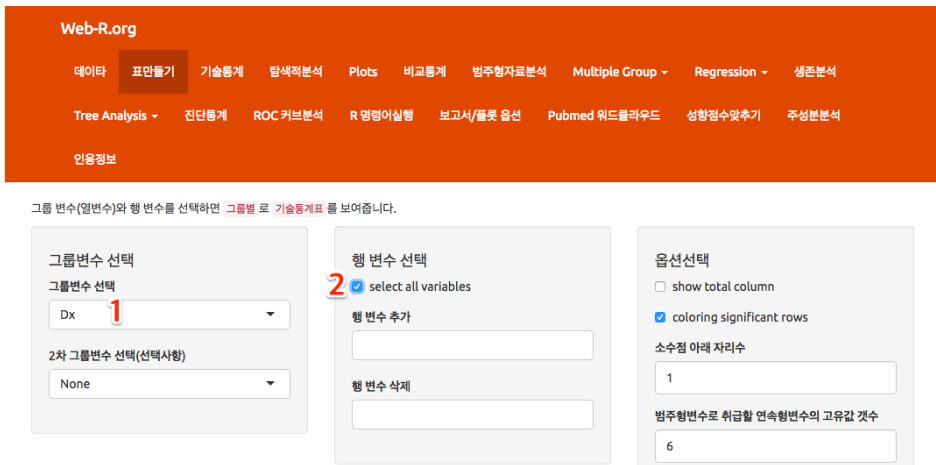 Web-R.org
데이타 표만들기 기술통계 탐색적분석 Plots 비교통계 범주형자료분석 Multiple Group Regression 생존분석
Tree Analysis 진단통계 ROC 커브분석 R 명령어실행 보고서/플롯 옵션 Pubmed 워드클라우드 성향점수맞추기 주성분분석
인용정보
그룹 변수(열변수)와 행 변수를 선택하면 그룹별 로 기술통계표 를 보여줍니다.
그룹변수 선택
그룹변수 선택
Dx 1
2차 그룹변수 선택(선택사항)
None
행 변수 선택
2 select all variables
행 변수 추가
행 변수 삭제
옵션선택
show total column
coloring significant rows
소수점 아래 자리수
1
범주형변수로 취급할 연속형변수의 고유값 갯수
6